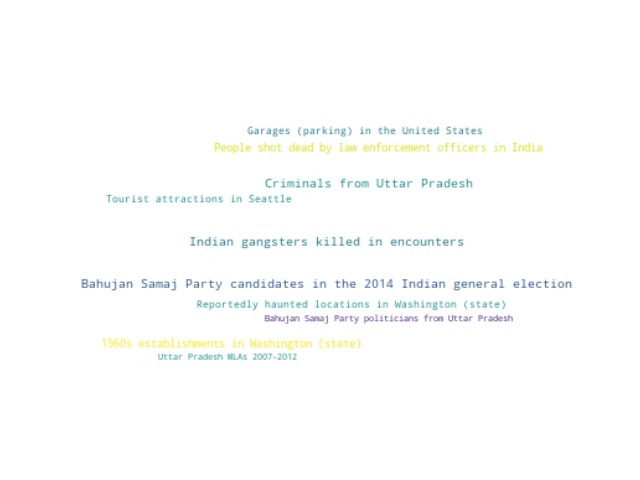 Garages (parking) in the United States
People shot dead by law enforcement officers in India
Criminals from Uttar Pradesh
Tourist attractions in Seattle
Indian gangsters killed in encounters
Bahujan Samaj Party candidates in the 2014 Indian general election
Reportedly haunted locations in Washington (state)
Bahujan Samaj Party politicians from Uttar Pradesh
1960s establishments in Washington (state)
Uttar Pradesh MLAs 2007–2012